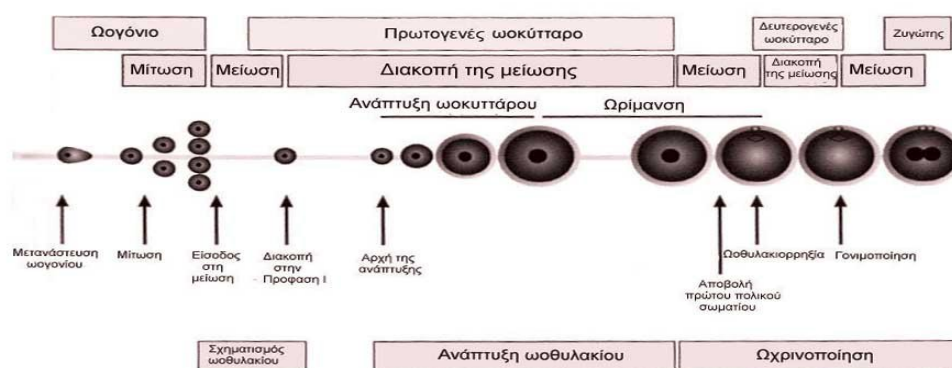 Ωογόνιο
Πρωτογενές ωοκύτταρο
Δευτερογενές
ωοκύτταρο
Ζυγώτης
Μίτωση
Μείωση
Διακοπή της μείωσης
Μείωση
Διακοπή
της μείωσης
Μείωση
Ανάπτυξη ωοκυττάρου
Ωρίμανση
Μετανάστευση
ωογονίου
Μίτωση
Είσοδος
στη
μείωση
Διακοπή
στην
- Προφαση Ι
Αρχή της
ανάπτυξης
Αποβολή
πρώτου πολικού
σωματίου
Ωοθυλακιορρηξία
Γονιμοποίηση
Σχηματισμός
ωοθυλακίου
Ανάπτυξη ωοθυλακίου
Ωχρινοποίηση